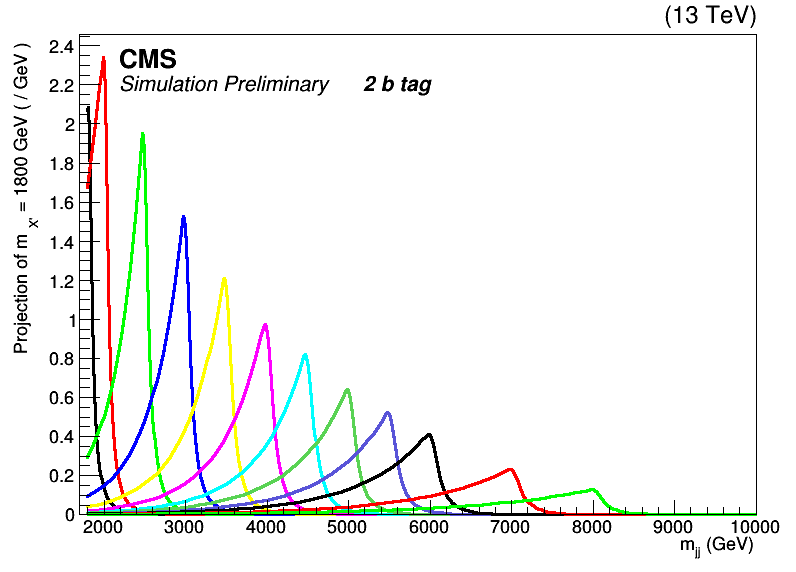 (13 TeV)
CMS
Simulation Preliminary 2 b tag
Projection of m X' = 1800 GeV ( / GeV )
2.4
2.2
2
1.8
1.6
1.4
1.2
1
0.8
0.6
0.4
0.2
0
2000 3000 4000 5000 6000 7000 8000 9000 10000
m jj (GeV)